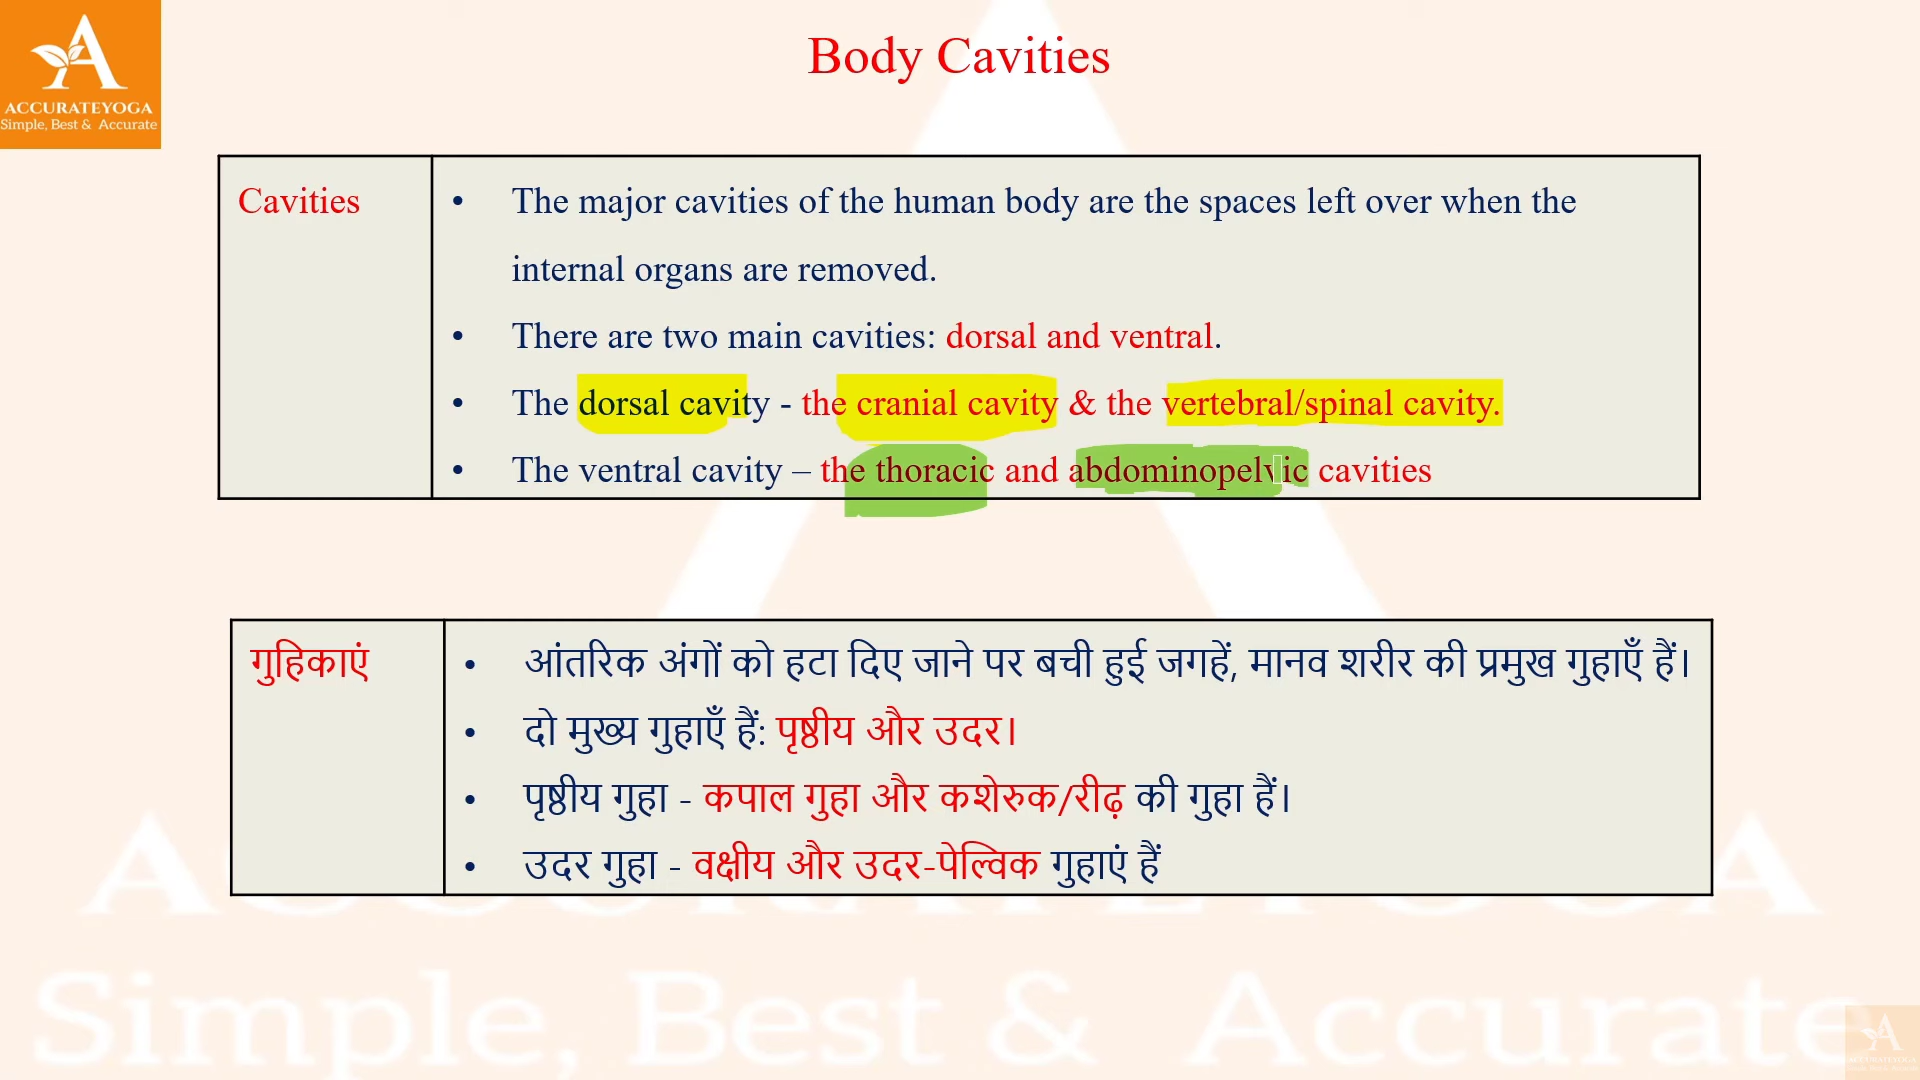 A
ACCURATEYOGA
Simple, Best & Accurate
Body Cavities
Cavities
• The major cavities of the human body are the spaces left over when the
internal organs are removed.
• There are two main cavities: dorsal and ventral.
• The dorsal cavity - the cranial cavity & the vertebral/spinal cavity.
• The ventral cavity – the thoracic and abdominopelvic cavities
गुहिकाएं
• आंतरिक अंगों को हटा दिए जाने पर बची हुई जगहें, मानव शरीर की प्रमुख गुहाएँ हैं।
• दो मुख्य गुहाएँ हैं: पृष्ठीय और उदर।
• पृष्ठीय गुहा - कपाल गुहा और कशेरुक/रीढ़ की गुहा हैं।
• उदर गुहा - वक्षीय और उदर-पेल्विक गुहाएं हैं
ACCURATEYOGA
Simple, Best & Accurate
A
ACCURATEYOGA